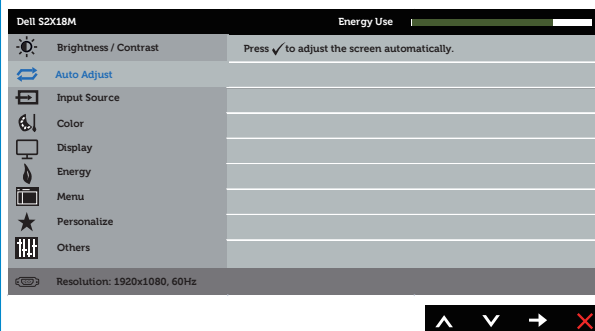 Dell S2X18M Energy Use
Brightness / Contrast Press ✓ to adjust the screen automatically.
Auto Adjust
Input Source
Color
Display
Energy
Menu
Personalize
Others
Resolution: 1920x1080, 60Hz